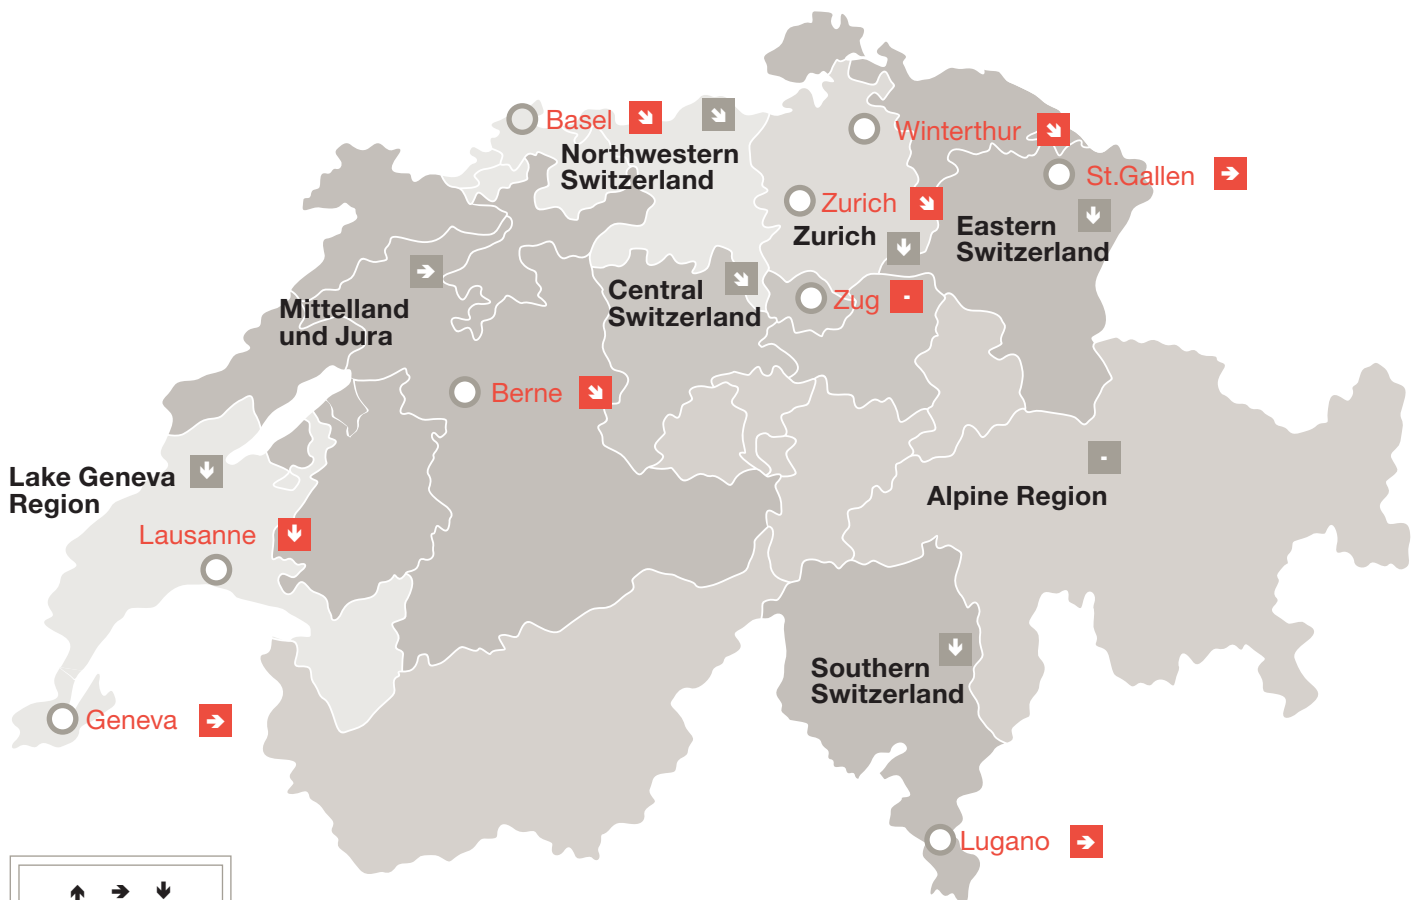 Basel
Northwestern
Switzerland
Winterthur
St.Gallen
Zurich
Zurich
Eastern
Switzerland
Mittelland
und Jura
Central
Switzerland
Zug
-
Berne
Lake Geneva
Region
Alpine Region
-
Lausanne
Southern
Switzerland
Geneva
Lugano